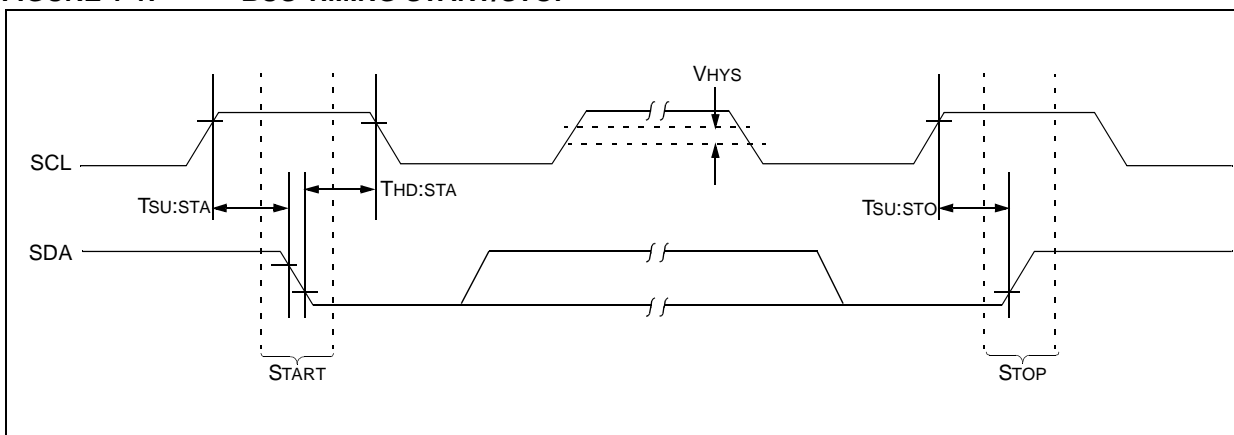 VHYS
SCL
THD:STA
TSU:STA
TSU:STO
SDA
START
STOP